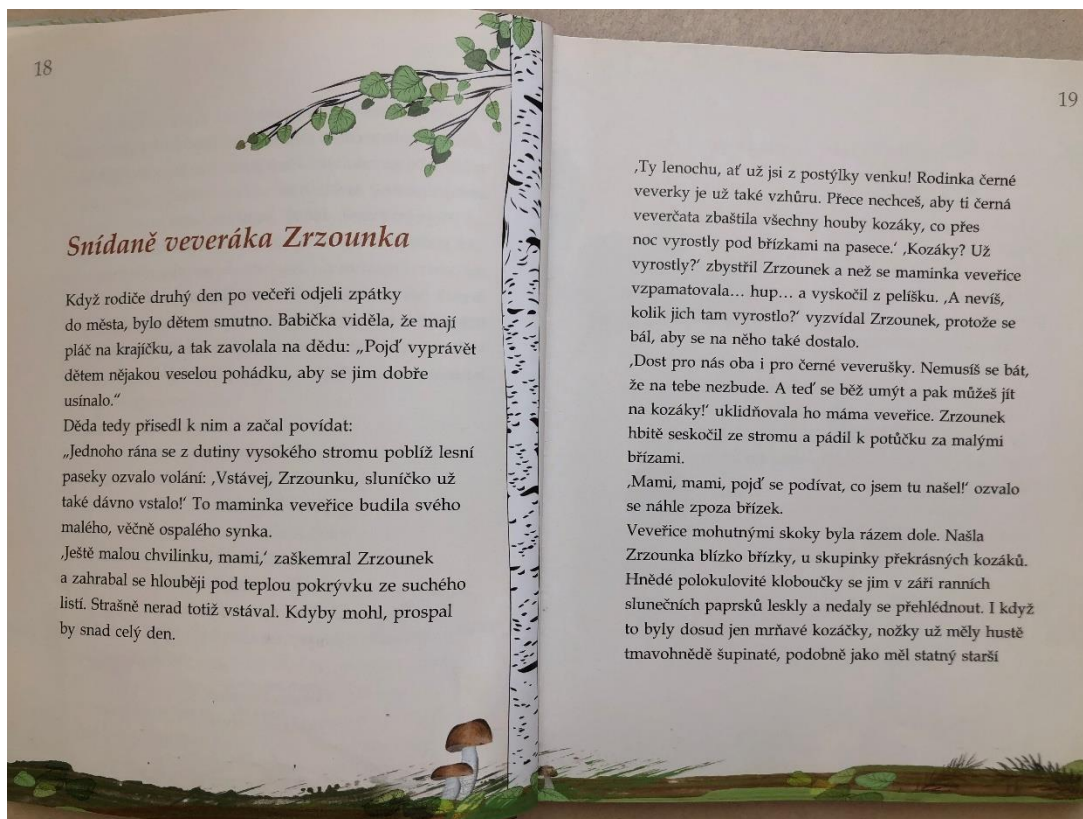 18
Snídaně veveráka Zrzounka
Když rodiče druhý den po večeři odjeli zpátky
do města, bylo dětem smutno. Babička viděla, že mají
pláč na krajíčku, a tak zavolala na dědu: „Pojď vyprávět
dětem nějakou veselou pohádku, aby se jim dobře
usínalo.“
Děda tedy přisedl k nim a začal povídat:
„Jednoho rána se z dutiny vysokého stromu poblíž lesní
paseky ozvalo volání: ‚Vstávej, Zrzounku, sluníčko už
také dávno vstalo!‘ To maminka veveřice budila svého
malého, věčně ospalého synka.
‚Ještě malou chvilinku, mami,‘ zaškemral Zrzounek
a zahrabal se hlouběji pod teplou pokrývku ze suchého
listí. Strašně nerad totiž vstával. Kdyby mohl, prospal
by snad celý den.
19
‚Ty lenochu, ať už jsi z postýlky venku! Rodinka černé
veverky je už také vzhůru. Přece nechceš, aby ti černá
veverčata zbaštila všechny houby kozáky, co přes
noc vyrostly pod břízkami na pasece.‘ ‚Kozáky? Už
vyrostly?‘ zbystřil Zrzounek a než se maminka veveřice
vzpamatovala… hup… a vyskočil z pelíšku. ‚A nevíš,
kolik jich tam vyrostlo?‘ vyzvídal Zrzounek, protože se
bál, aby se na něho také dostalo.
‚Dost pro nás oba i pro černé veverušky. Nemusíš se bát,
že na tebe nezbude. A teď se běž umýt a pak můžeš jít
na kozáky!‘ uklidňovala ho máma veveřice. Zrzounek
hbitě seskočil ze stromu a pádil k potůčku za malými
břízami.
‚Mami, mami, pojď se podívat, co jsem tu našel!‘ ozvalo
se náhle zpoza břízek.
Veveřice mohutnými skoky byla rázem dole. Našla
Zrzounka blízko břízky, u skupinky překrásných kozáků.
Hnědé polokulovité kloboučky se jim v záři ranních
slunečních paprsků leskly a nedaly se přehlédnout. I když
to byly dosud jen mrňavé kozáčky, nožky už měly hustě
tmavohnědě šupinaté, podobně jako měl statný starší